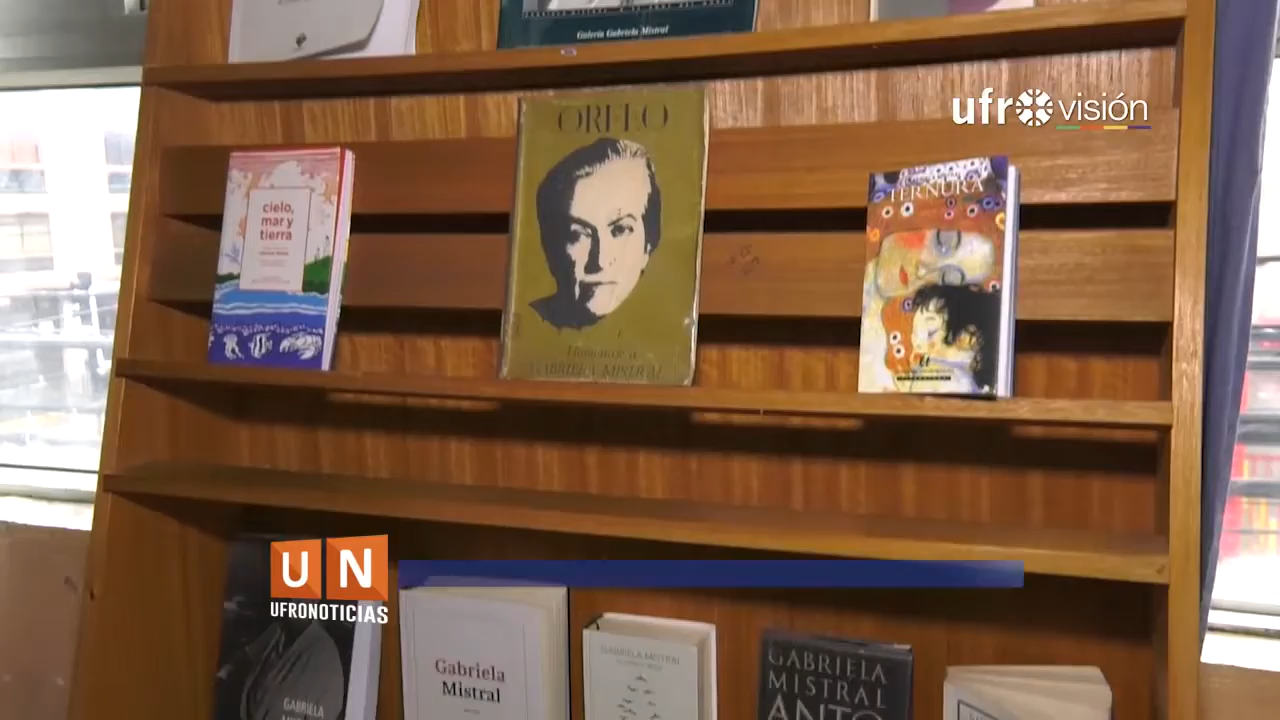 Galería Gabriela Mistral
ufro visión
ORFEO
cielo,
mar y
tierra
TERNURA
Homenaje a
GABRIELA MISTRAL
UN
UFRONOTICIAS
GABRIELA
Gabriela
Mistral
GABRIELA MISTRAL
GABRIELA
MISTRAL